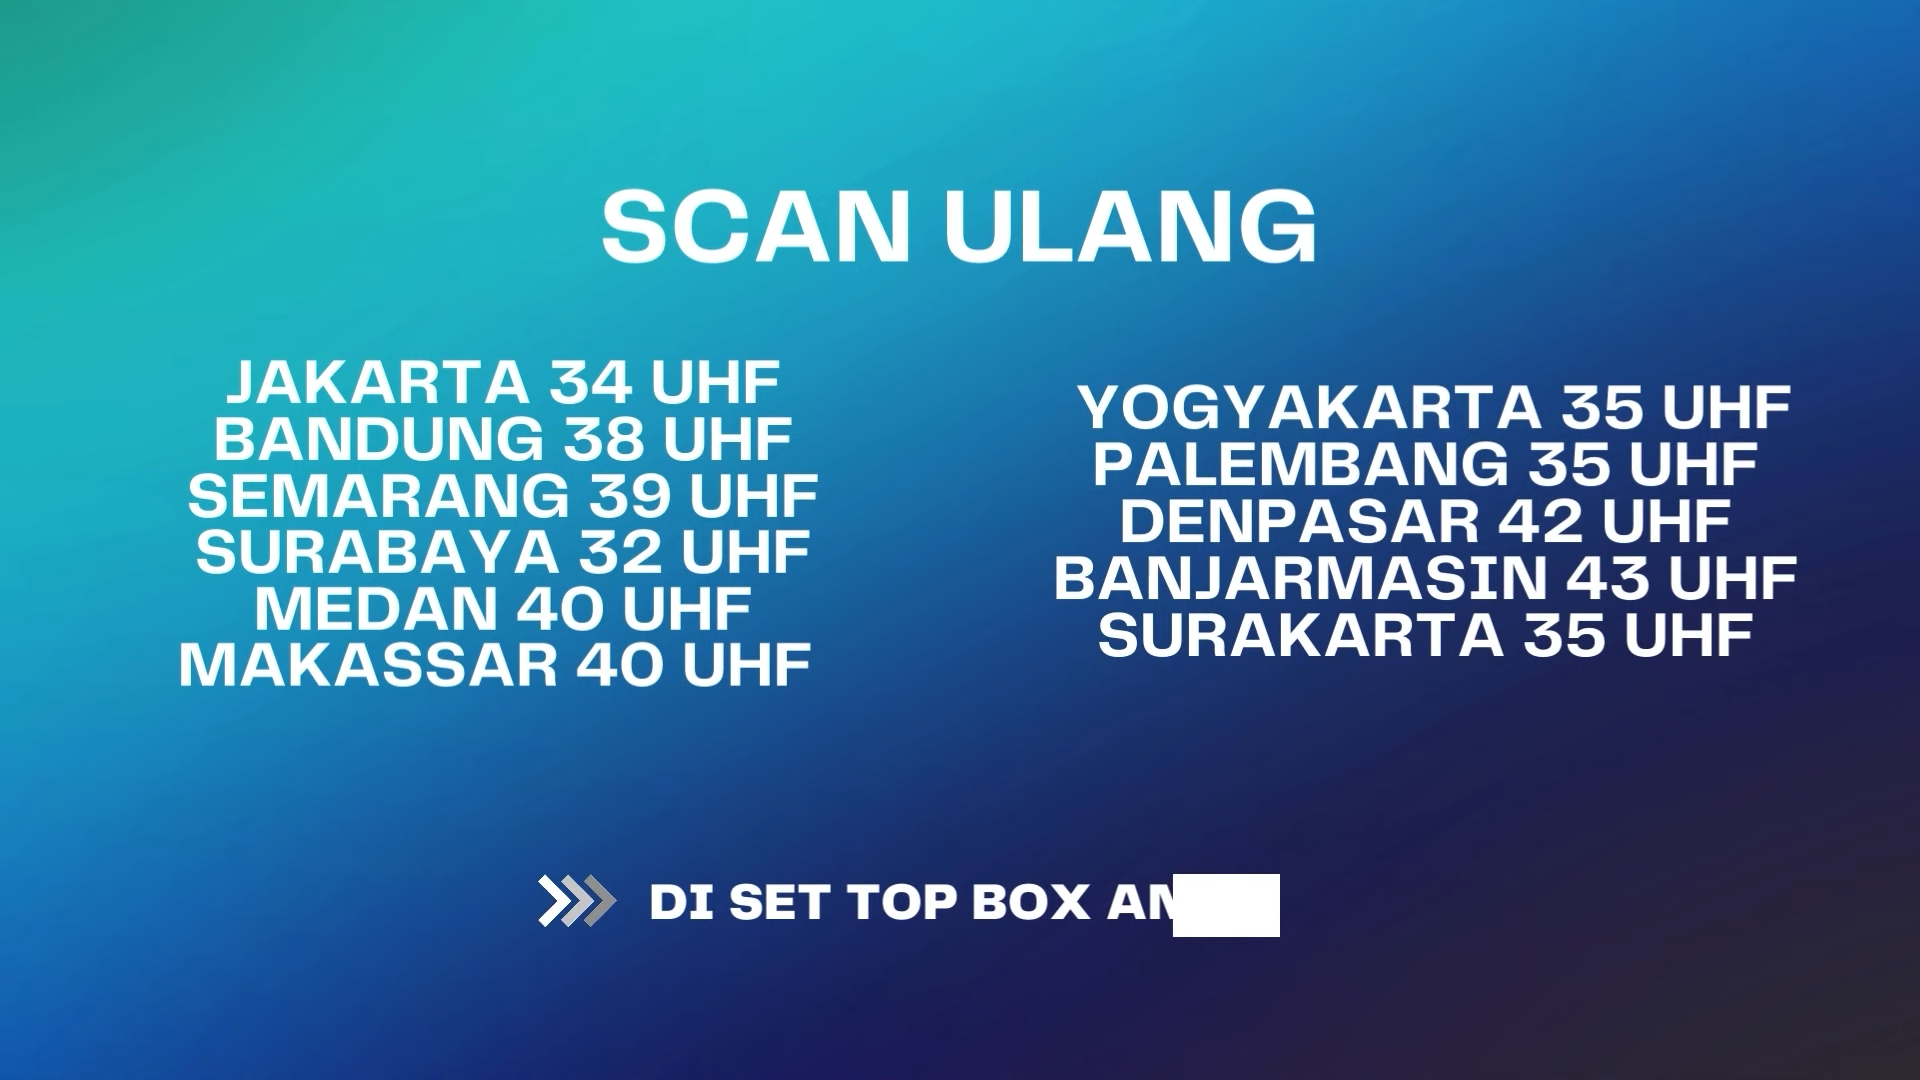 SCAN ULANG
JAKARTA 34 UHF
BANDUNG 38 UHF
SEMARANG 39 UHF
SURABAYA 32 UHF
MEDAN 40 UHF
MAKASSAR 40 UHF
YOGYAKARTA 35 UHF
PALEMBANG 35 UHF
DENPASAR 42 UHF
BANJARMASIN 43 UHF
SURAKARTA 35 UHF
DI SET TOP BOX